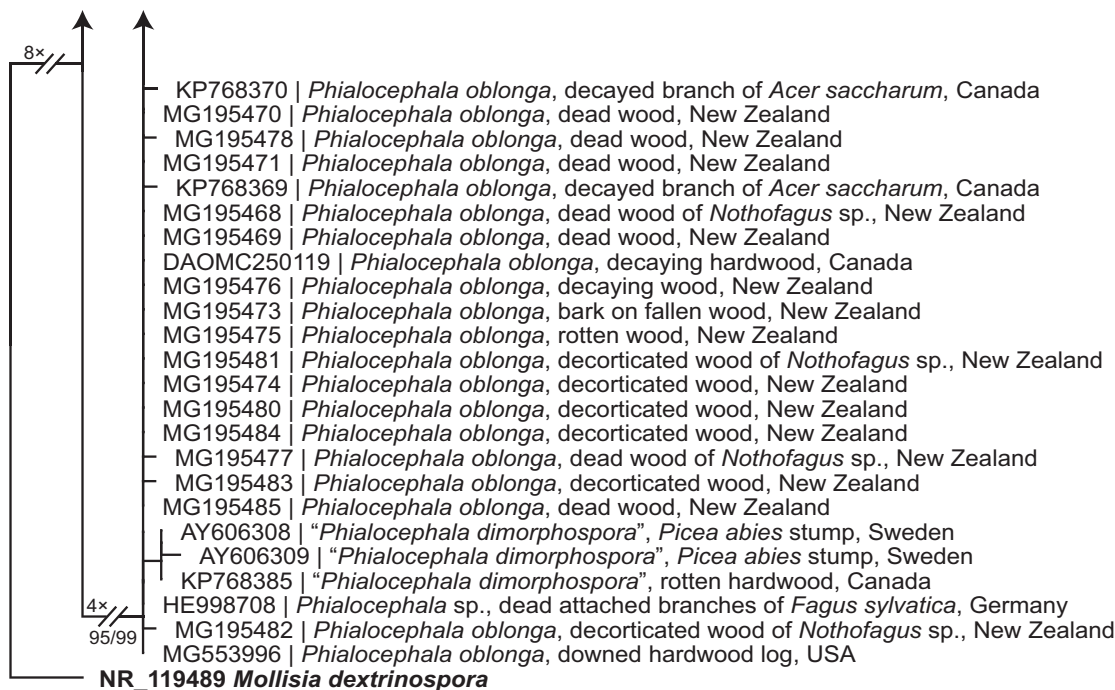 8×
KP768370 | Phialocephala oblonga, decayed branch of Acer saccharum, Canada
MG195470 | Phialocephala oblonga, dead wood, New Zealand
MG195478 | Phialocephala oblonga, dead wood, New Zealand
MG195471 | Phialocephala oblonga, dead wood, New Zealand
KP768369 | Phialocephala oblonga, decayed branch of Acer saccharum, Canada
MG195468 | Phialocephala oblonga, dead wood of Nothofagus sp., New Zealand
MG195469 | Phialocephala oblonga, dead wood, New Zealand
DAOMC250119 | Phialocephala oblonga, decaying hardwood, Canada
MG195476 | Phialocephala oblonga, decaying wood, New Zealand
MG195473 | Phialocephala oblonga, bark on fallen wood, New Zealand
MG195475 | Phialocephala oblonga, rotten wood, New Zealand
MG195481 | Phialocephala oblonga, decorticated wood of Nothofagus sp., New Zealand
MG195474 | Phialocephala oblonga, decorticated wood, New Zealand
MG195480 | Phialocephala oblonga, decorticated wood, New Zealand
MG195484 | Phialocephala oblonga, decorticated wood, New Zealand
MG195477 | Phialocephala oblonga, dead wood of Nothofagus sp., New Zealand
MG195483 | Phialocephala oblonga, decorticated wood, New Zealand
MG195485 | Phialocephala oblonga, dead wood, New Zealand
AY606308 | “Phialocephala dimorphospora”, Picea abies stump, Sweden
AY606309 | “Phialocephala dimorphospora”, Picea abies stump, Sweden
KP768385 | “Phialocephala dimorphospora”, rotten hardwood, Canada
4×
HE998708 | Phialocephala sp., dead attached branches of Fagus sylvatica, Germany
95/99
MG195482 | Phialocephala oblonga, decorticated wood of Nothofagus sp., New Zealand
MG553996 | Phialocephala oblonga, downed hardwood log, USA
NR_119489 Mollisia dextrinospora